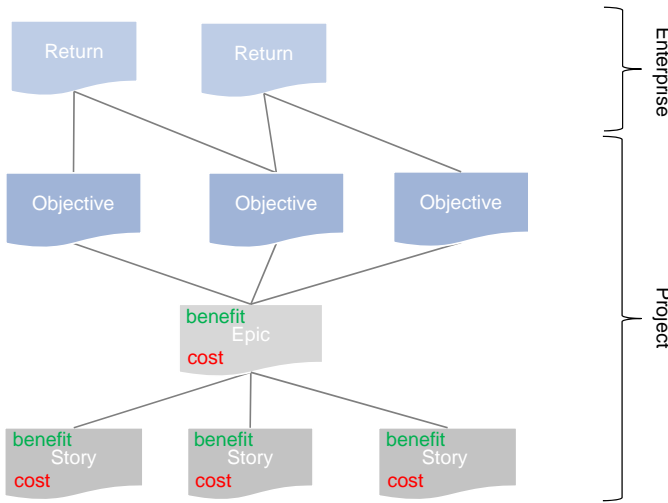 Return
Return
Enterprise
Objective
Objective
Objective
Project
benefit
Epic
cost
benefit
Story
cost
benefit
Story
cost
benefit
Story
cost